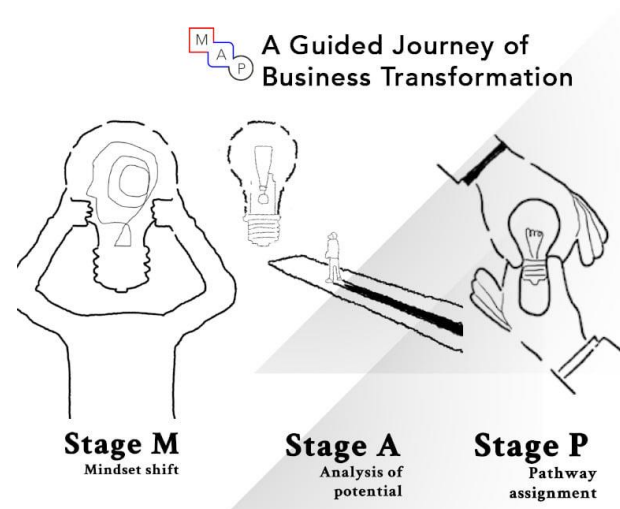 M
A
P
A Guided Journey of
Business Transformation
Stage M
Mindset shift
Stage A
Analysis of
potential
Stage P
Pathway
assignment